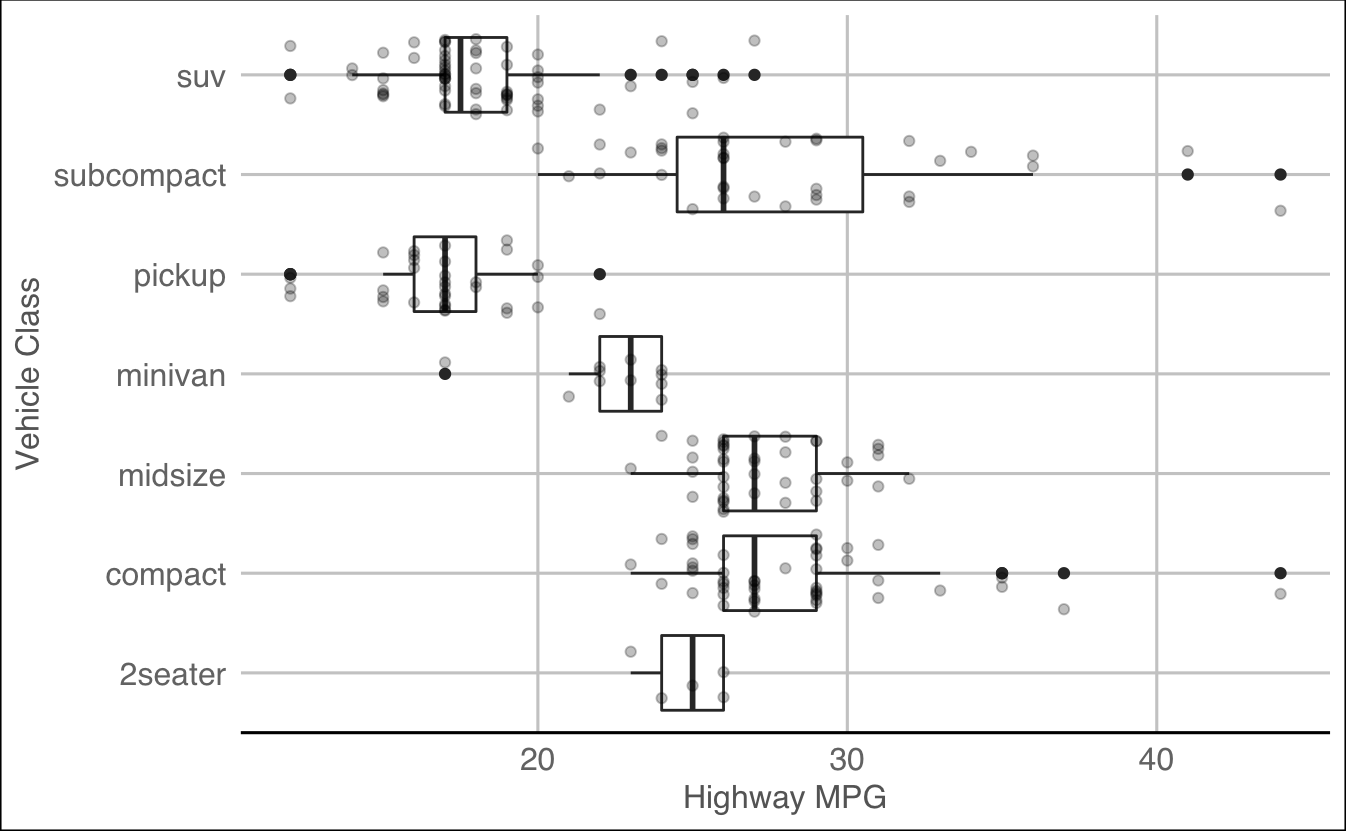 Vehicle Class
suv
subcompact
pickup
minivan
midsize
compact
2seater
20 30 40
Highway MPG